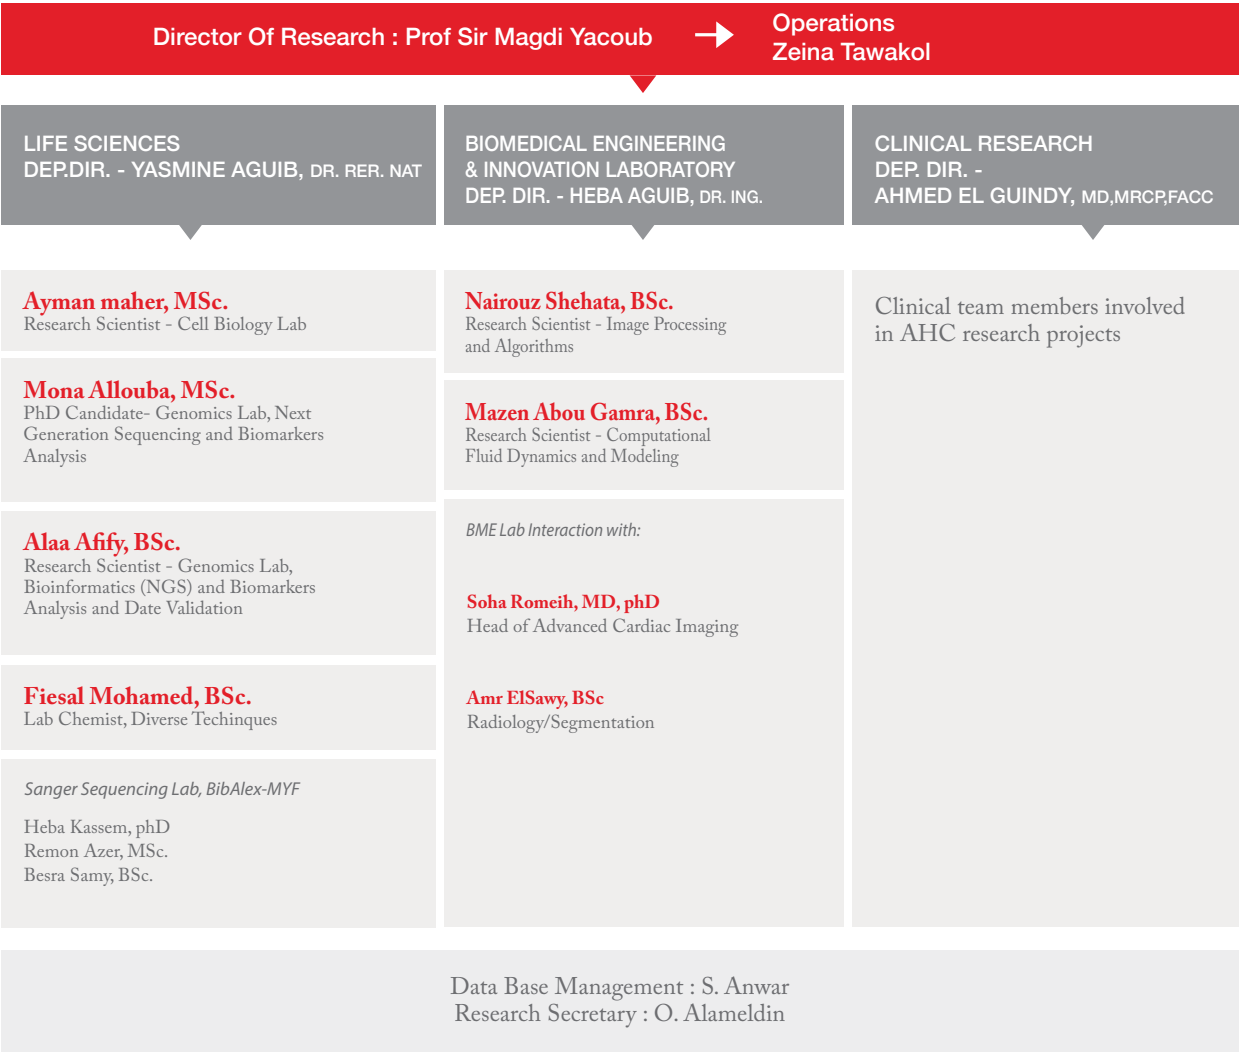 Director Of Research : Prof Sir Magdi Yacoub
Operations
Zeina Tawakol
LIFE SCIENCES
DEP.DIR. - YASMINE AGUIB, DR. RER. NAT
BIOMEDICAL ENGINEERING
& INNOVATION LABORATORY
DEP. DIR. - HEBA AGUIB, DR. ING.
CLINICAL RESEARCH
DEP. DIR. -
AHMED EL GUINDY, MD,MRCP,FACC
Ayman maher, MSc.
Research Scientist - Cell Biology Lab
Mona Allouba, MSc.
PhD Candidate- Genomics Lab, Next
Generation Sequencing and Biomarkers
Analysis
Alaa Afify, BSc.
Research Scientist - Genomics Lab,
Bioinformatics (NGS) and Biomarkers
Analysis and Date Validation
Fiesal Mohamed, BSc.
Lab Chemist, Diverse Techinques
Sanger Sequencing Lab, BibAlex-MYF
Heba Kassem, phD
Remon Azer, MSc.
Besra Samy, BSc.
Nairouz Shehata, BSc.
Research Scientist - Image Processing
and Algorithms
Mazen Abou Gamra, BSc.
Research Scientist - Computational
Fluid Dynamics and Modeling
BME Lab Interaction with:
Soha Romeih, MD, phD
Head of Advanced Cardiac Imaging
Amr ElSawy, BSc
Radiology/Segmentation
Clinical team members involved
in AHC research projects
Data Base Management : S. Anwar
Research Secretary : O. Alameldin